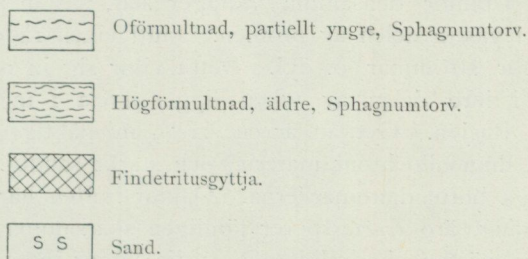 Oförmultnad, partiellt yngre, Sphagnumtorv.
Högförmultnad, äldre, Sphagnumtorv.
Findetritusgyttja.
S S Sand.